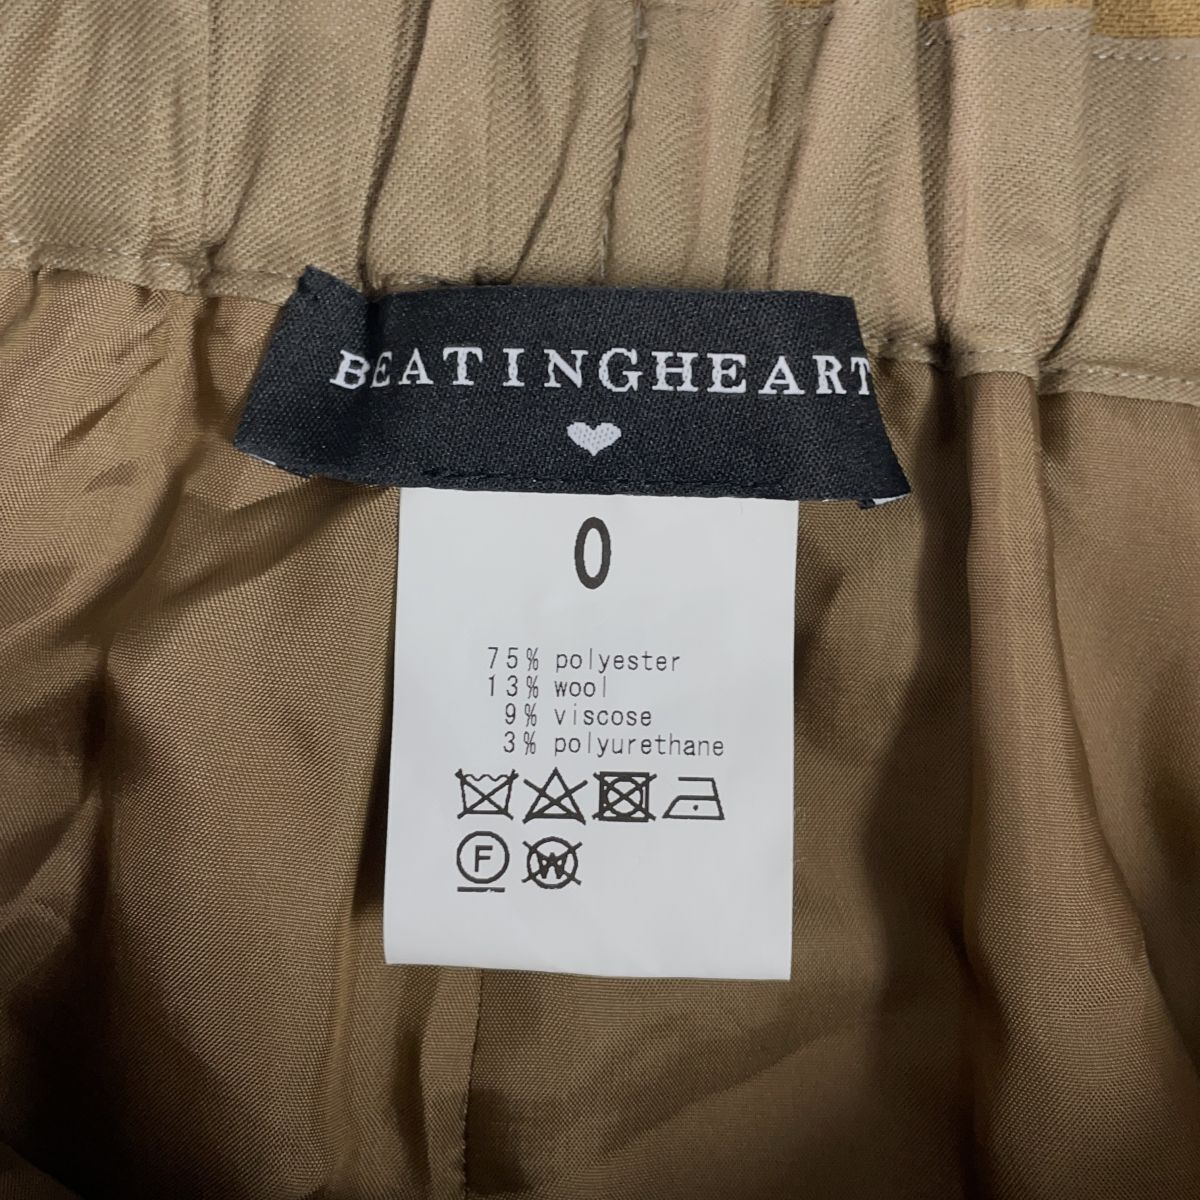 BEATINGHEART
0
75% polyester
13% wool
9% viscose
3% polyurethane
F W